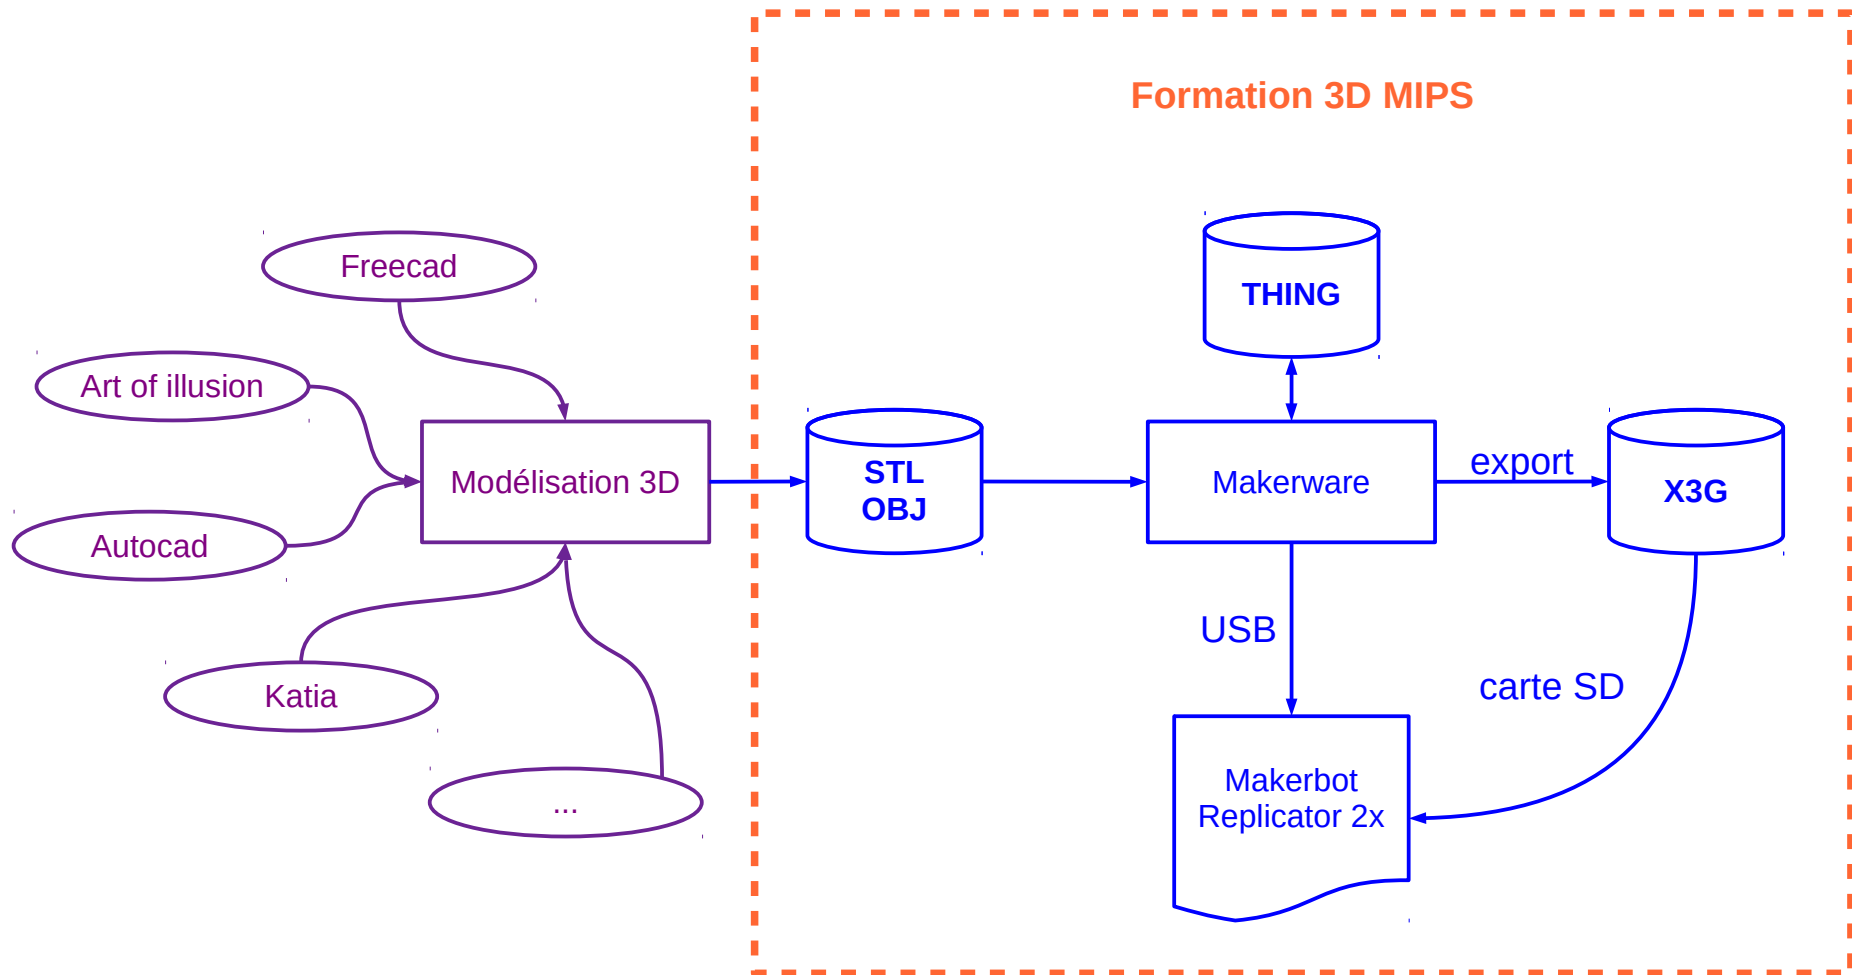 Formation 3D MIPS
Freecad
Art of illusion
Autocad
Katia
...
Modélisation 3D
STL
OBJ
THING
Makerware
export
X3G
USB
carte SD
Makerbot
Replicator 2x